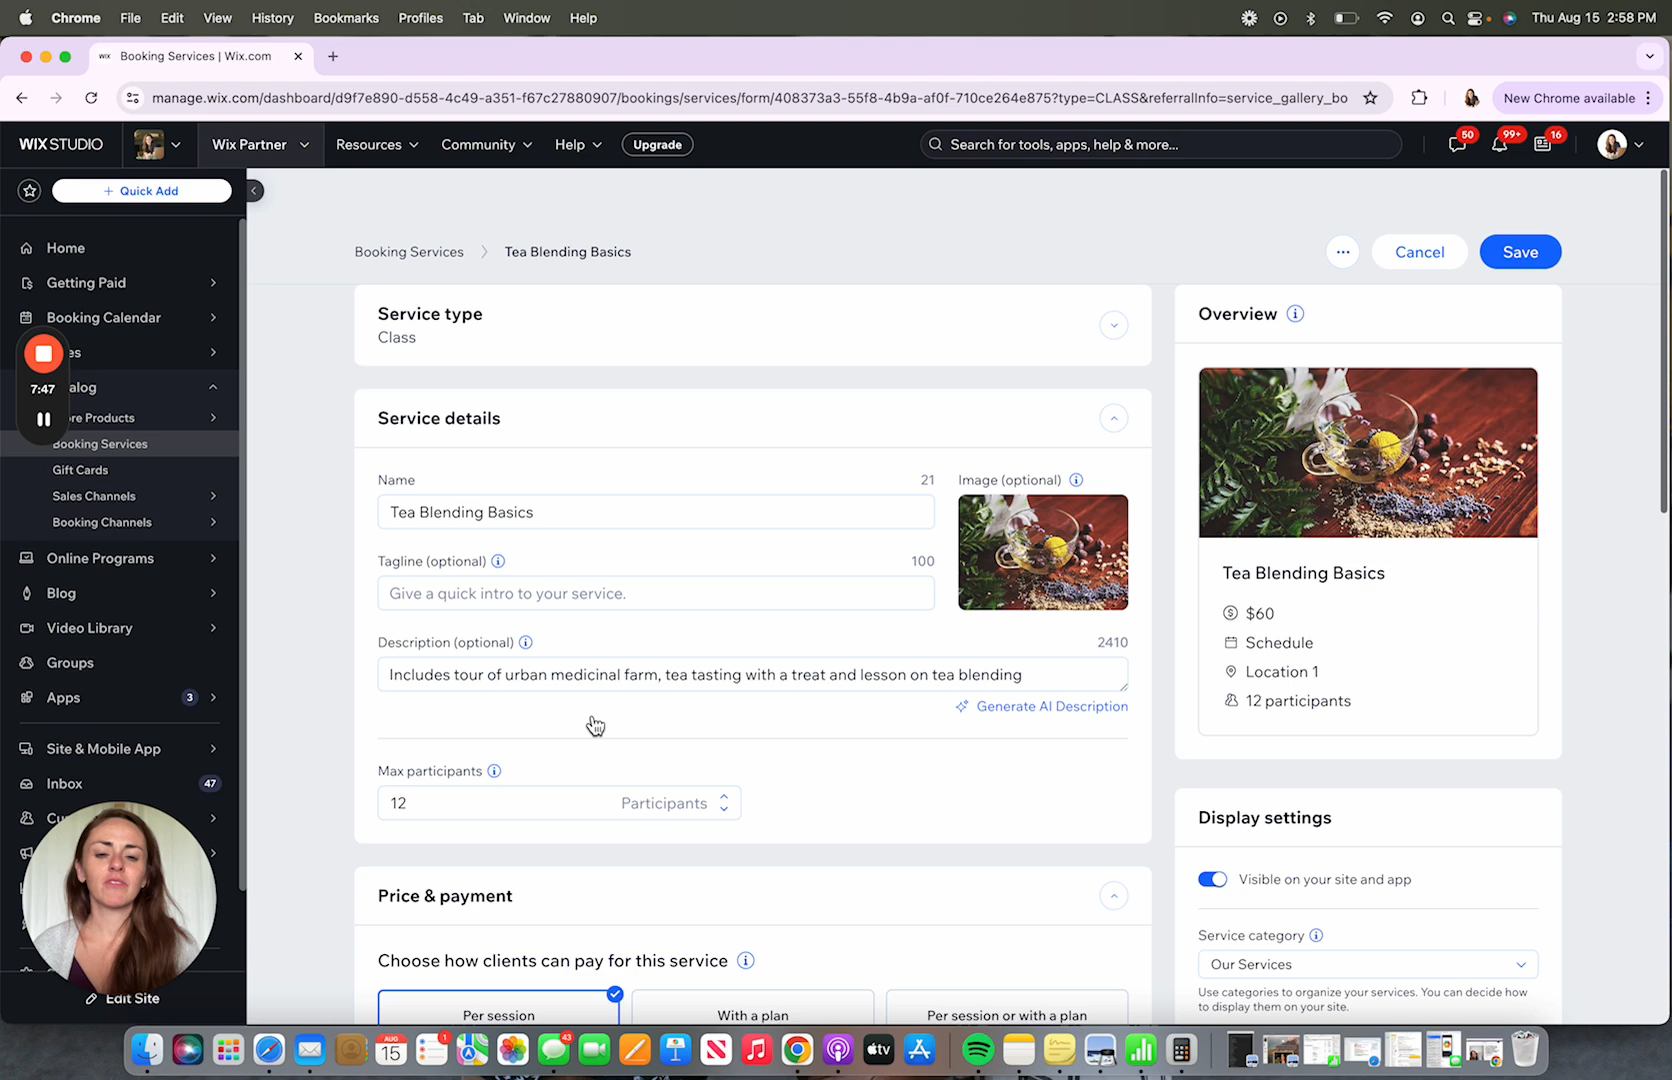 Chrome File Edit View History Bookmarks Profiles Tab Window Help Thu Aug 15 2:58 PM
WiX Booking Services | Wix.com
manage.wix.com/dashboard/d9f7e890-d558-4c49-a351-f67c27880907/bookings/services/form/408373a3-55f8-4b9a-af0f-710ce264e875?type=CLASS&referralInfo=service_gallery_bo New Chrome available
WIX STUDIO Wix Partner Resources Community Help Upgrade Search for tools, apps, help & more... 50 99+ 16
+ Quick Add
Home
Getting Paid
Booking Calendar
es
7:47
alog
re Products
Booking Services
Gift Cards
Sales Channels
Booking Channels
Online Programs
Blog
Video Library
Groups
Apps 3
Site & Mobile App
Inbox 47
Cu
Edit Site
Booking Services Tea Blending Basics
Cancel Save
Service type
Class
Service details
Name 21
Tea Blending Basics
Image (optional)
Tagline (optional) 100
Give a quick intro to your service.
Description (optional) 2410
Includes tour of urban medicinal farm, tea tasting with a treat and lesson on tea blending
Generate AI Description
Max participants
12 Participants
Price & payment
Choose how clients can pay for this service
Per session With a plan Per session or with a plan
Overview
Tea Blending Basics
$60
Schedule
Location 1
12 participants
Display settings
Visible on your site and app
Service category
Our Services
Use categories to organize your services. You can decide how
to display them on your site.
AUG
15
1
43
tv